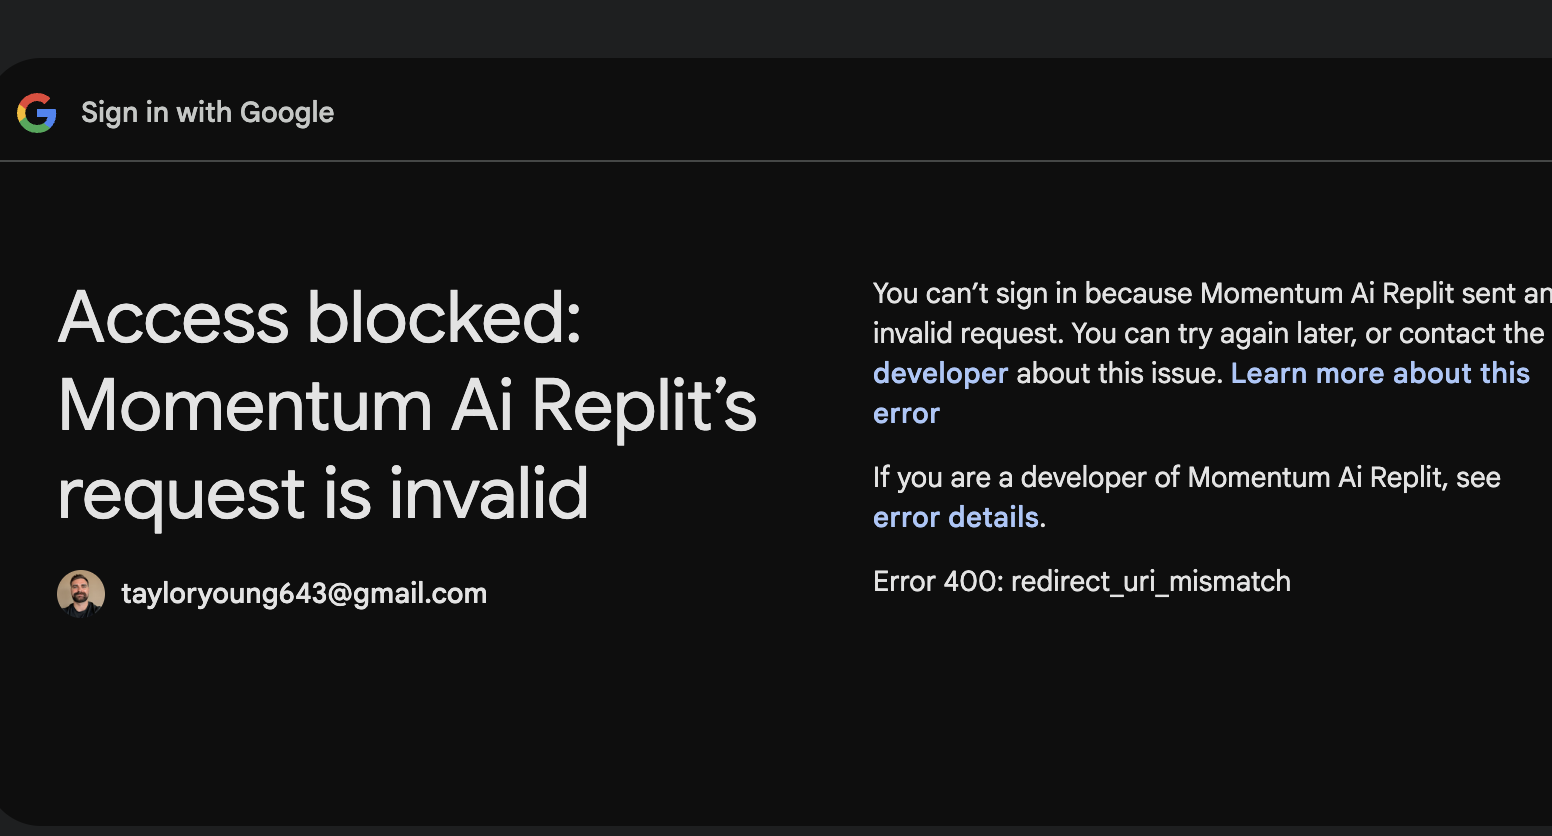 Sign in with Google
Access blocked:
Momentum Ai Replit’s
request is invalid
tayloryoung643@gmail.com
You can’t sign in because Momentum Ai Replit sent an
invalid request. You can try again later, or contact the
developer about this issue. Learn more about this
error
If you are a developer of Momentum Ai Replit, see
error details.
Error 400: redirect_uri_mismatch